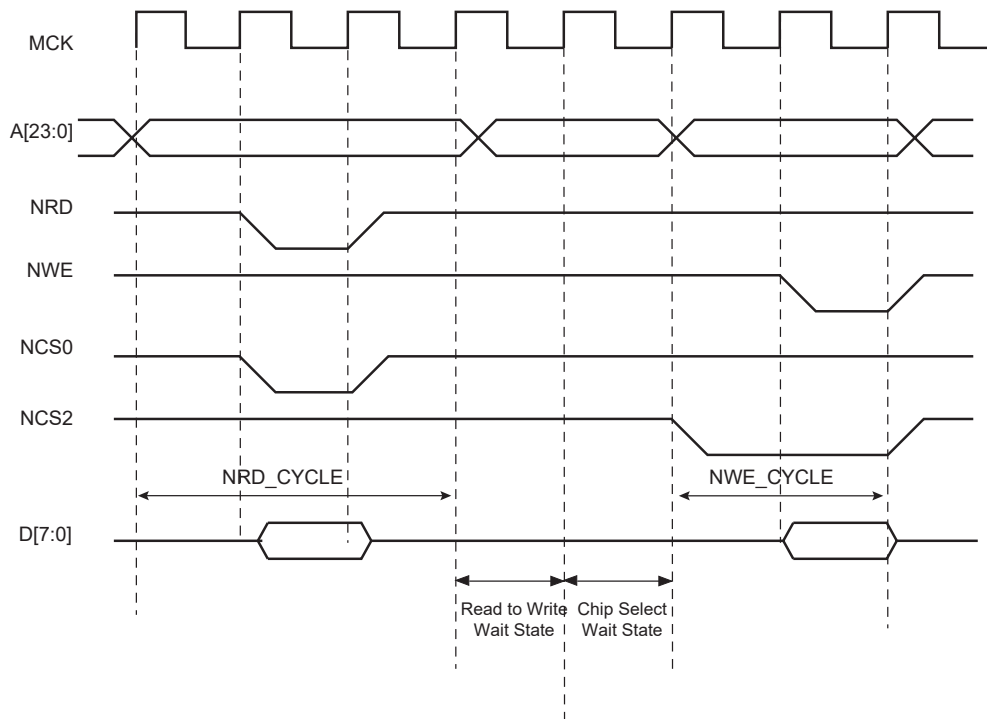 MCK
A[23:0]
NRD
NWE
NCS0
NCS2
NRD_CYCLE
NWE_CYCLE
D[7:0]
Read to Write
Wait State
Chip Select
Wait State